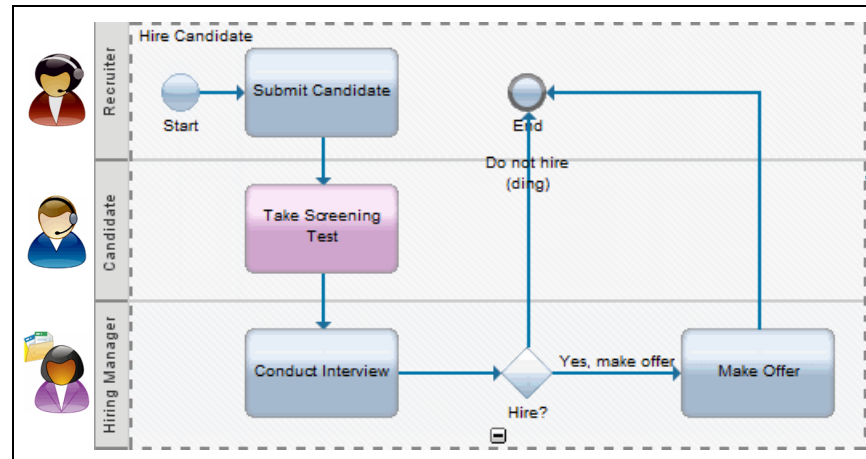 Hire Candidate
Recruiter
Submit Candidate
Start
End
Do not hire
(ding)
Candidate
Take Screening
Test
Hiring Manager
Conduct Interview
Hire?
Yes, make offer
Make Offer